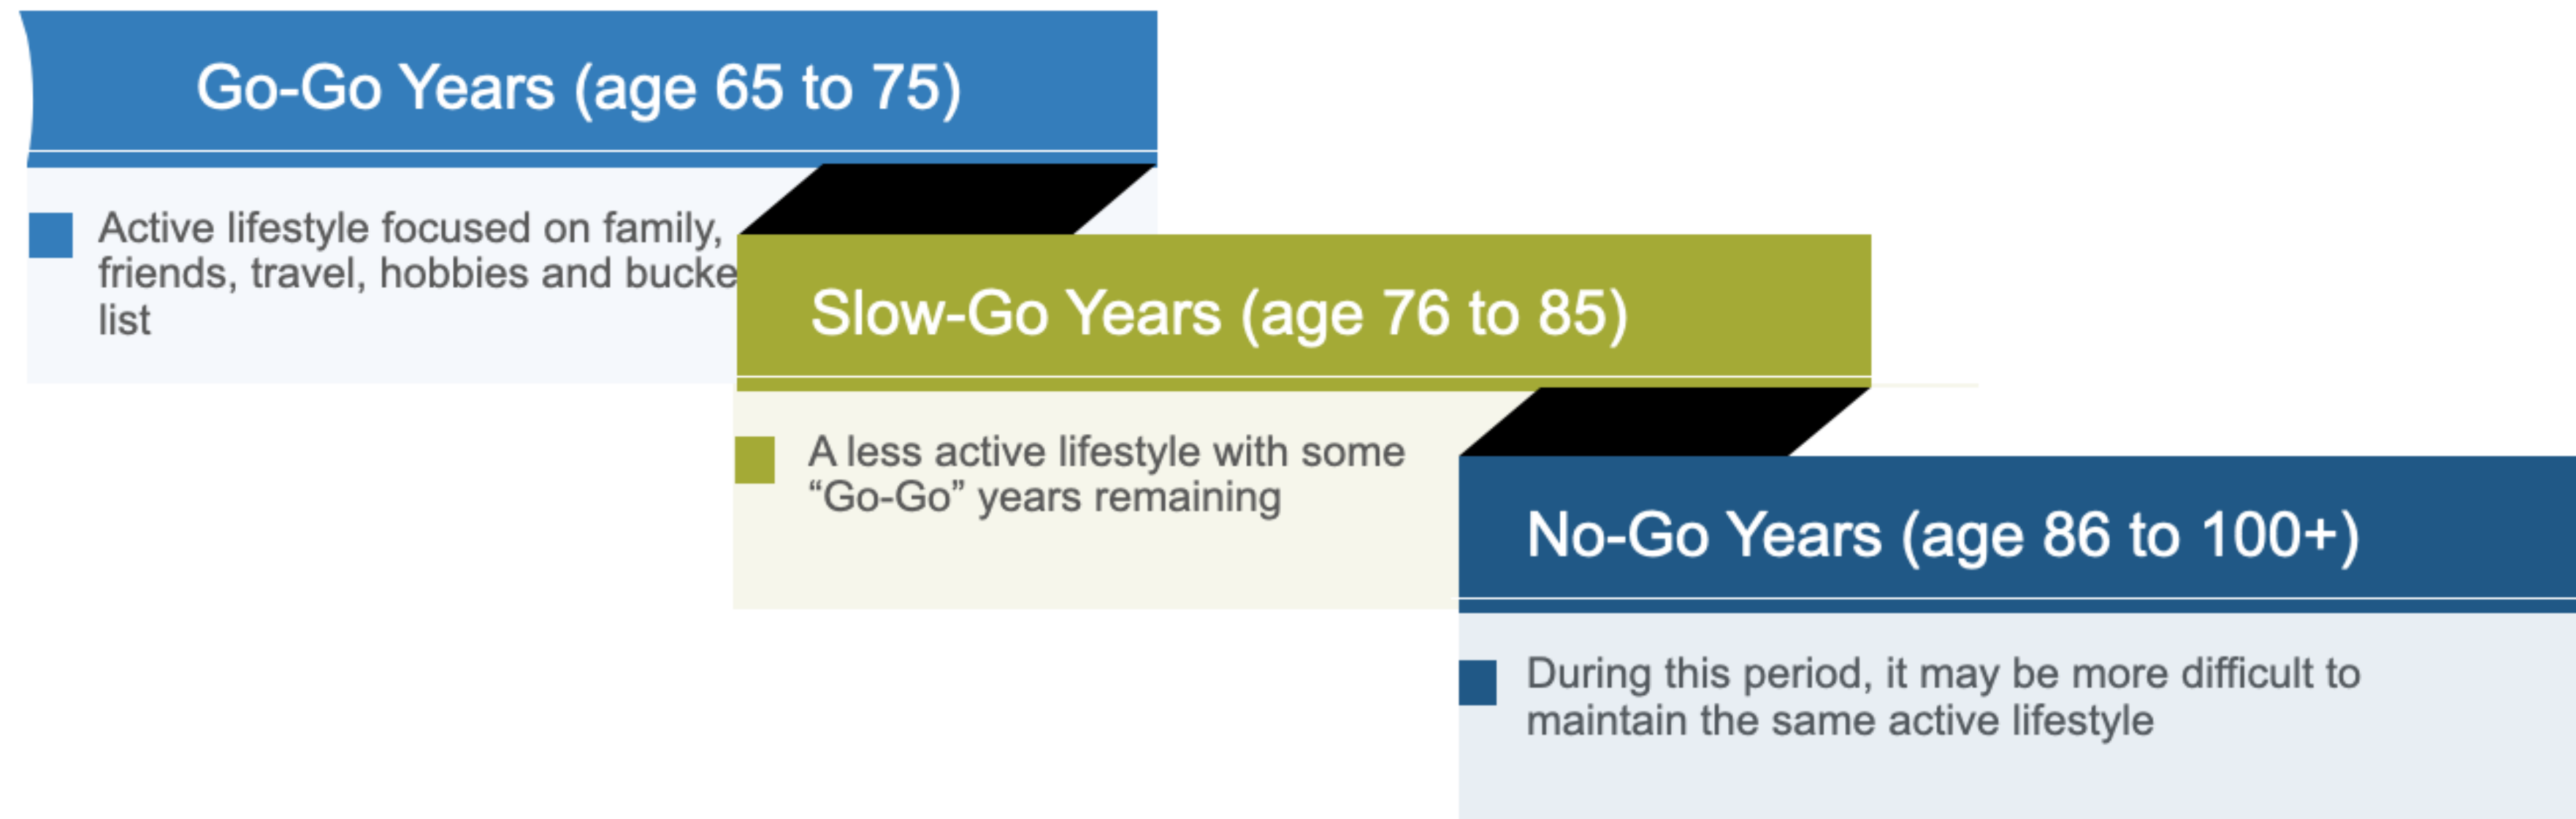 Go-Go Years (age 65 to 75)
Active lifestyle focused on family,
friends, travel, hobbies and bucke
list
Slow-Go Years (age 76 to 85)
A less active lifestyle with some
“Go-Go” years remaining
No-Go Years (age 86 to 100+)
During this period, it may be more difficult to
maintain the same active lifestyle